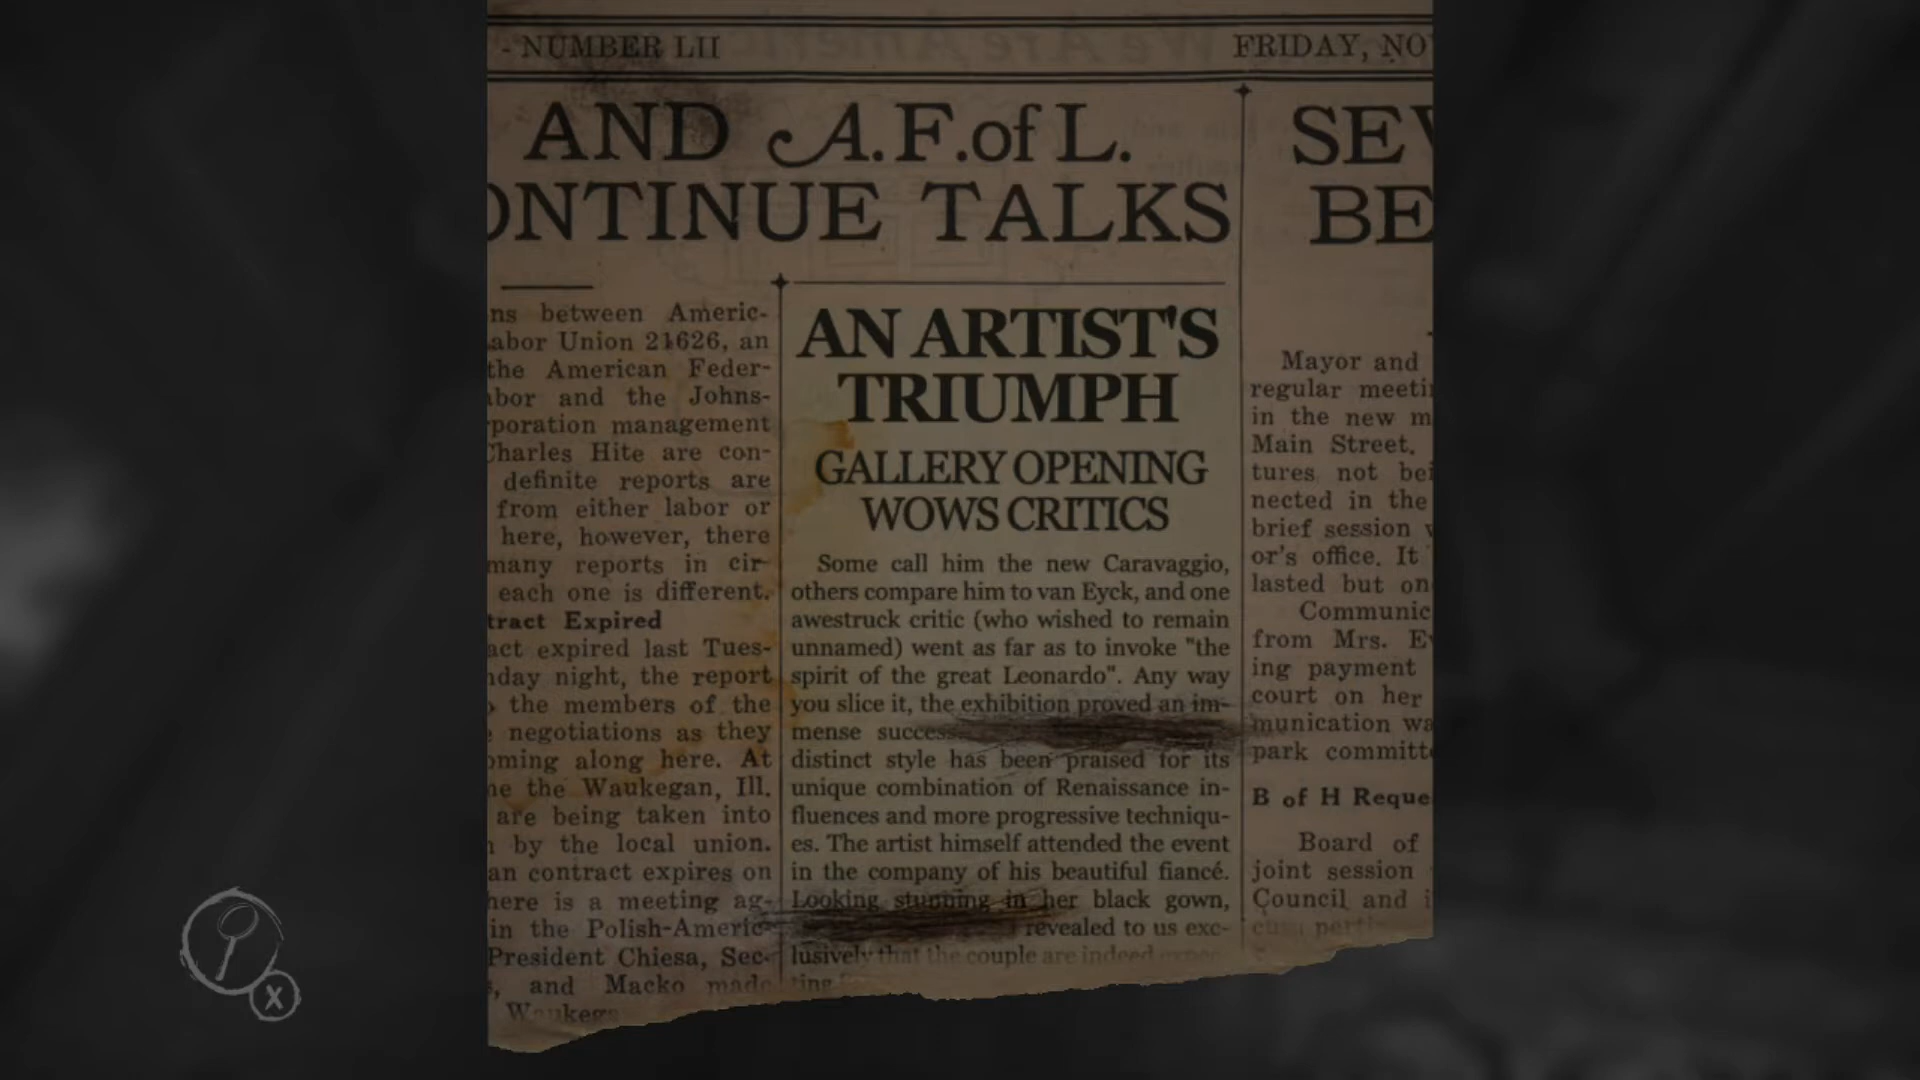 - NUMBER LII
FRIDAY, NO
AND A.F.of L.
ONTINUE TALKS
SEV
BE
ns between Americ-
abor Union 21626, an
the American Feder-
abor and the Johns-
poration management
Charles Hite are con-
definite reports are
from either labor or
here, however, there
many reports in cir-
each one is different.
tract Expired
act expired last Tues-
nday night, the report
the members of the
negotiations as they
oming along here. At
he the Waukegan, Ill.
are being taken into
by the local union.
an contract expires on
here is a meeting ag-
in the Polish-Americ-
President Chiesa, Sec-
, and Macko made
Waukega
AN ARTIST'S
TRIUMPH
GALLERY OPENING
WOWS CRITICS
Some call him the new Caravaggio,
others compare him to van Eyck, and one
awestruck critic (who wished to remain
unnamed) went as far as to invoke "the
spirit of the great Leonardo". Any way
you slice it, the exhibition proved an im-
mense success
distinct style has been praised for its
unique combination of Renaissance in-
fluences and more progressive techniqu-
es. The artist himself attended the event
in the company of his beautiful fiancé.
Looking stunning in her black gown,
revealed to us exc-
lusively that the couple are indeed expec-
ting
Mayor and
regular meeti
in the new m
Main Street.
tures not bei
nected in the
brief session
or's office. It
lasted but on
Communic
from Mrs. E
ing payment
court on her
munication wa
park committe
B of H Reque
Board of
joint session
Council and i
X